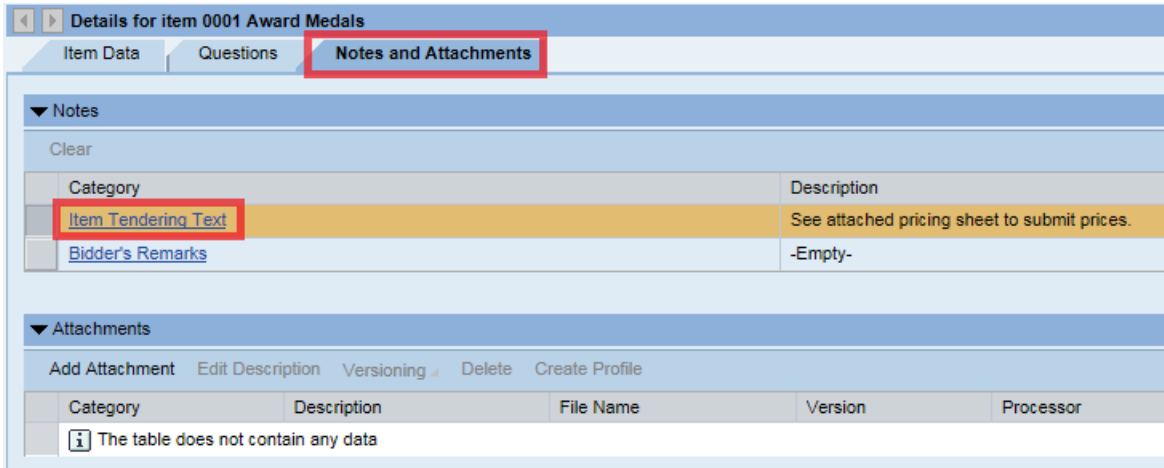 Details for item 0001 Award Medals
Item Data Questions Notes and Attachments
Notes
Clear
Category Description
Item Tendering Text See attached pricing sheet to submit prices.
Bidder's Remarks -Empty-
Attachments
Add Attachment Edit Description Versioning Delete Create Profile
Category Description File Name Version Processor
The table does not contain any data